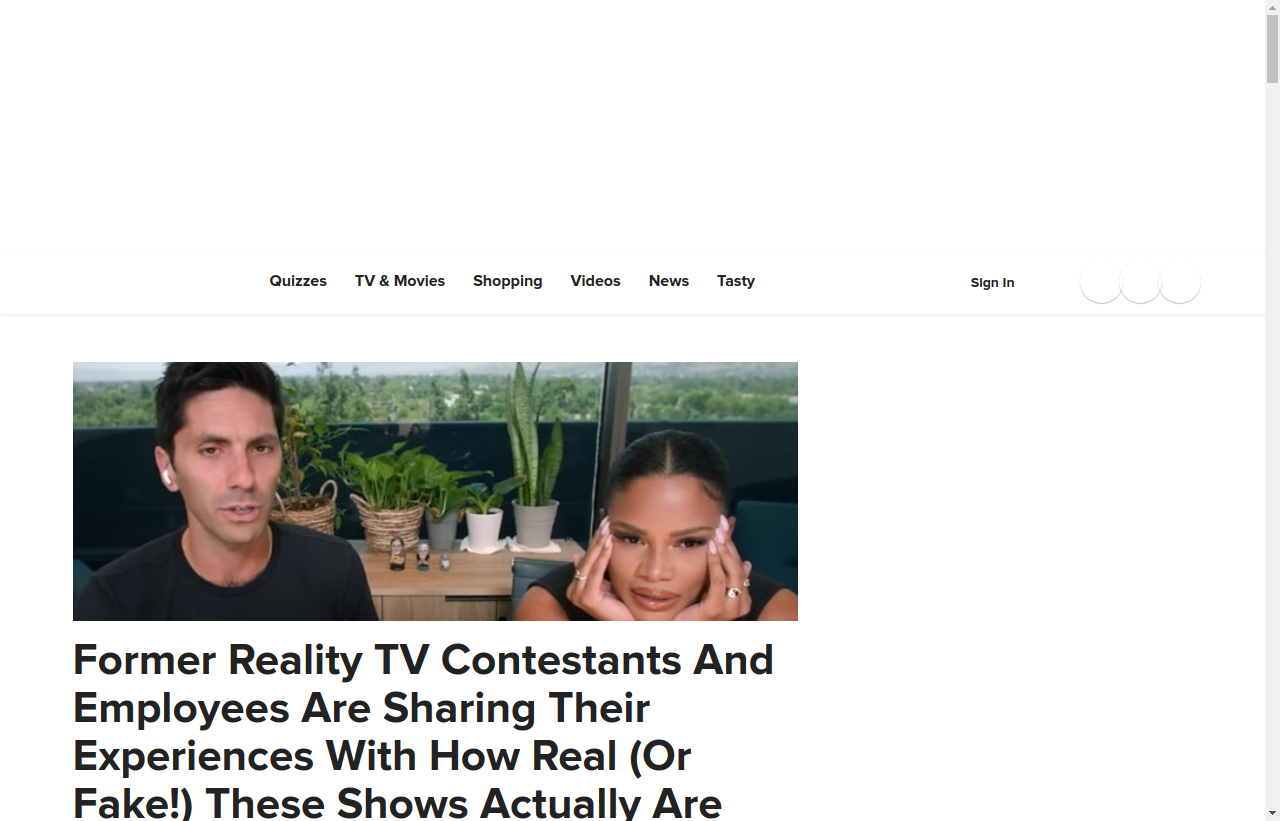 Quizzes TV & Movies Shopping Videos News Tasty Sign In
Former Reality TV Contestants And
Employees Are Sharing Their
Experiences With How Real (Or
Fake!) These Shows Actually Are